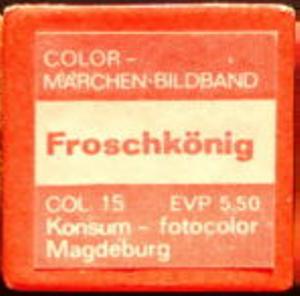 COLOR –
MÄRCHEN-BILDBAND
Froschkönig
COL 15 EVP 5.50
Konsum – fotocolor
Magdeburg